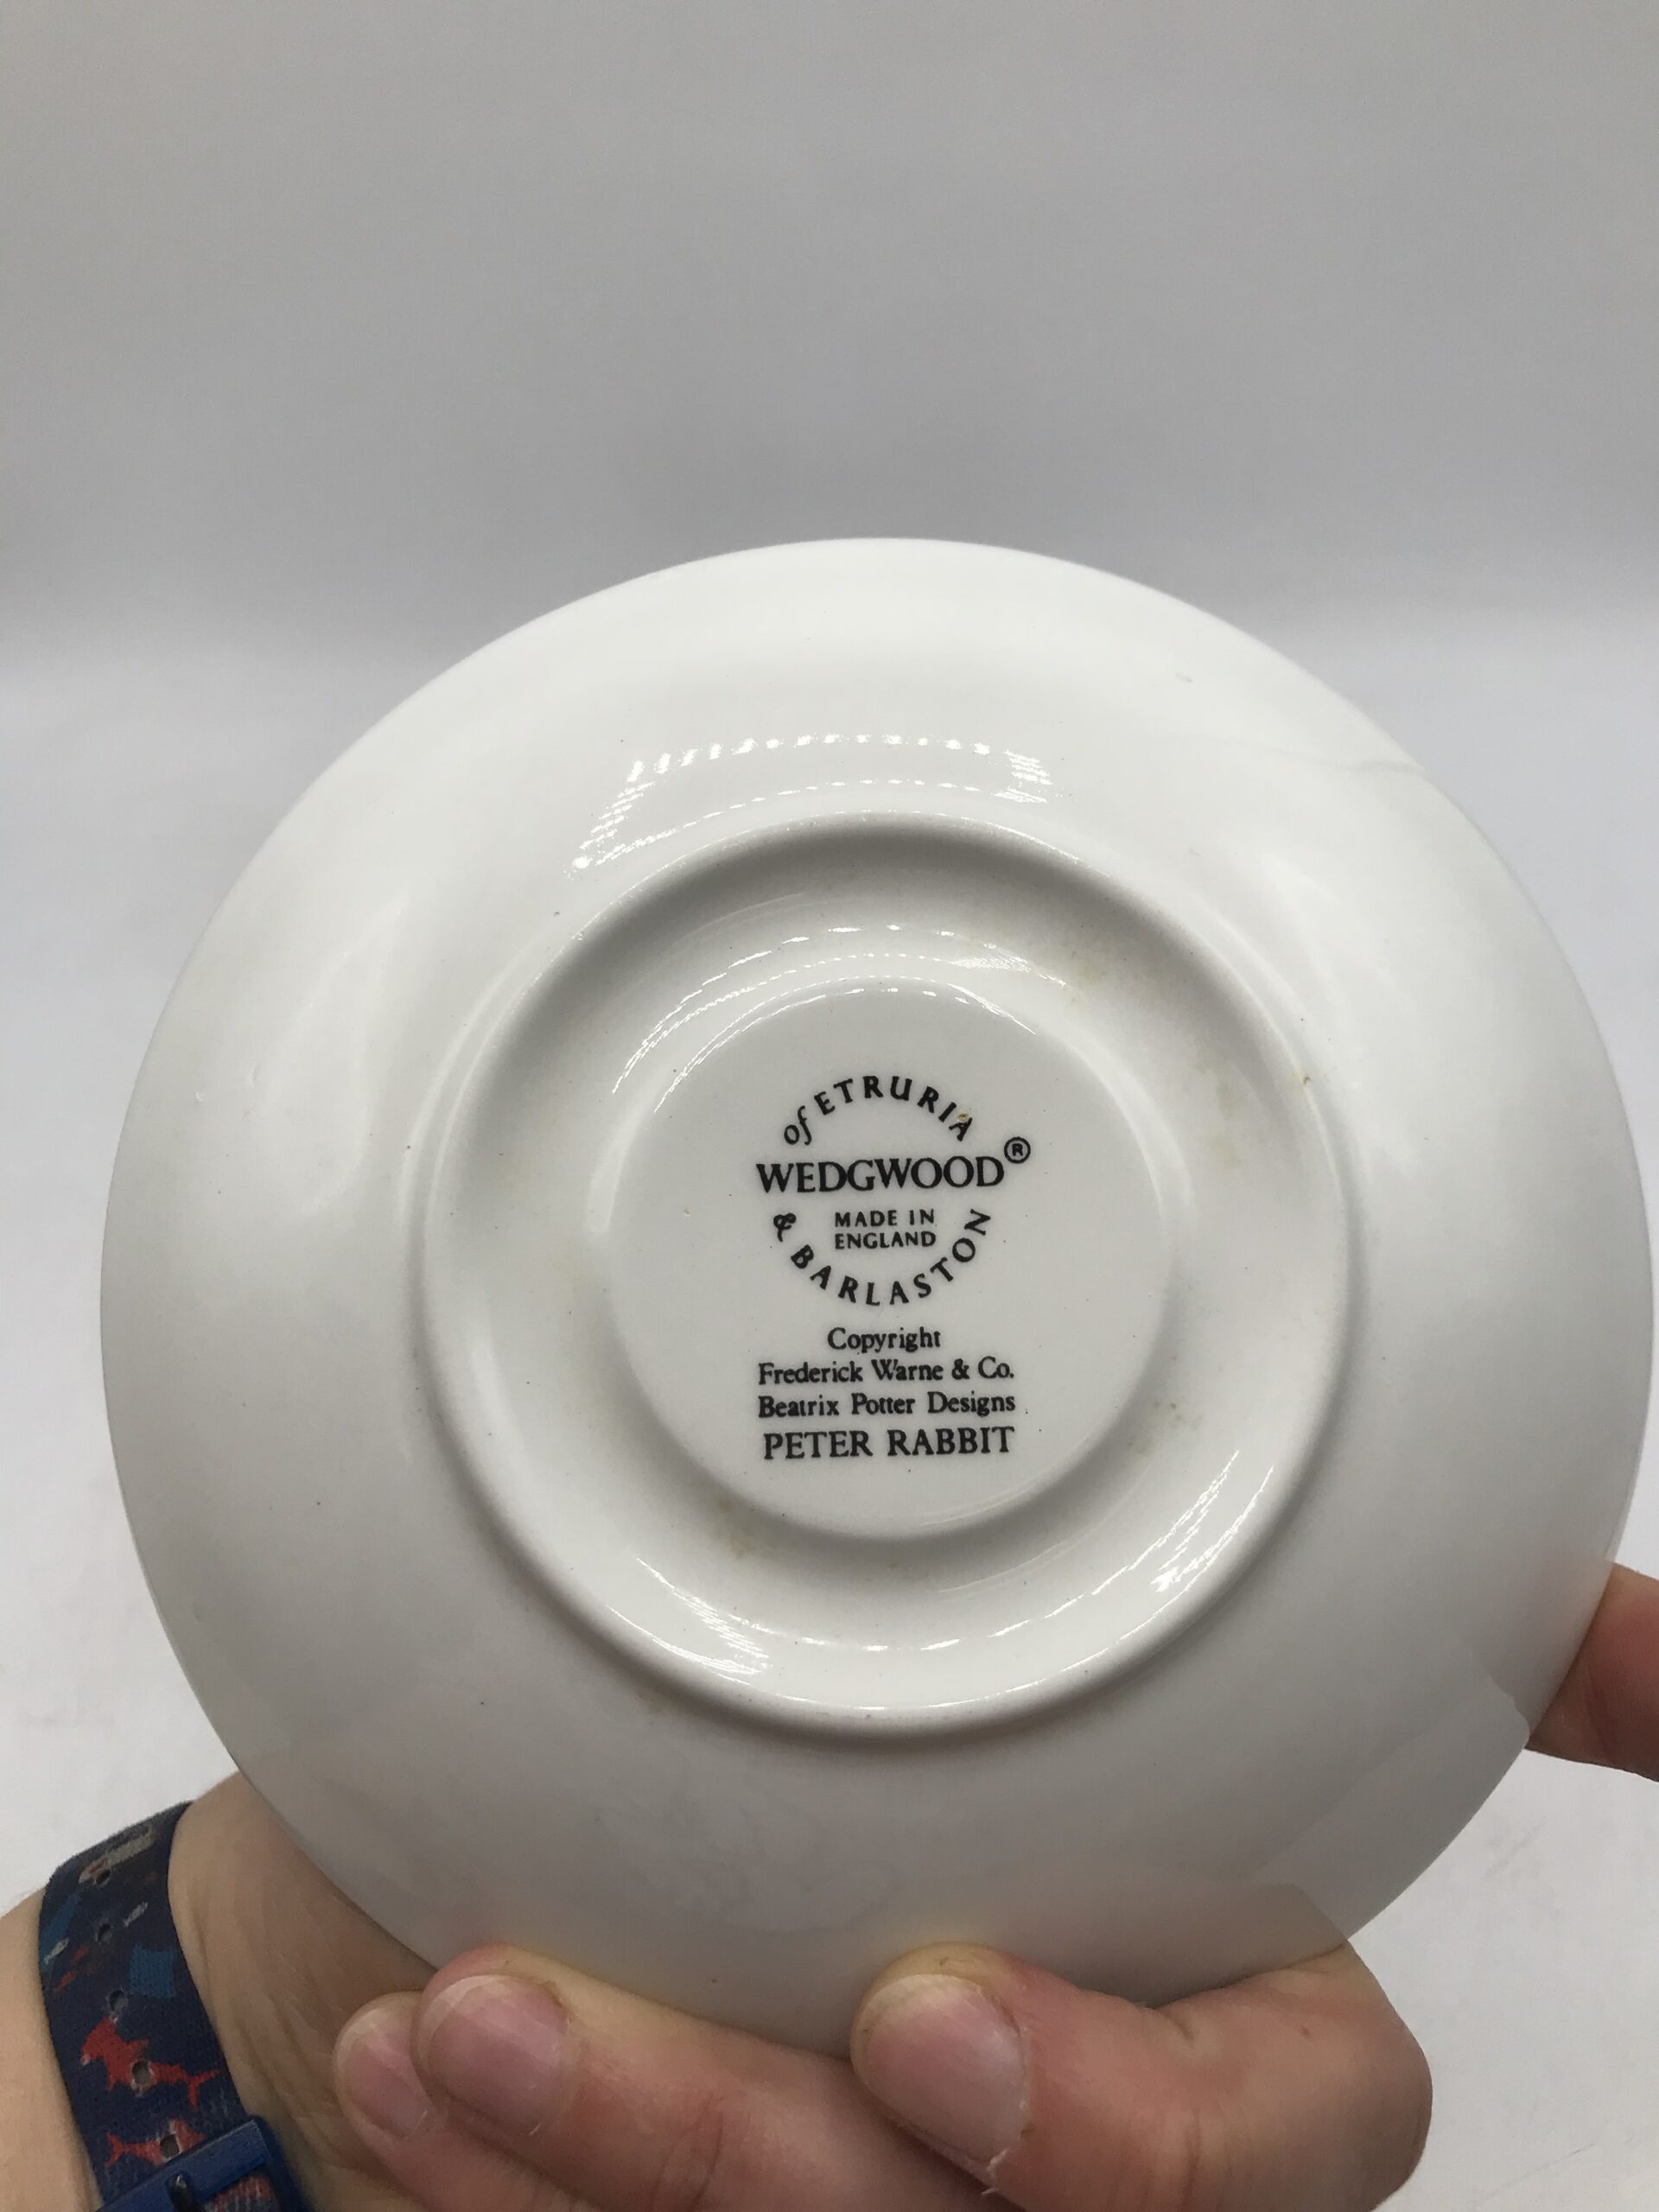 of ETRURIA
WEDGWOOD®
MADE IN
ENGLAND
& BARLASTON
Copyright
Frederick Warne & Co.
Beatrix Potter Designs
PETER RABBIT